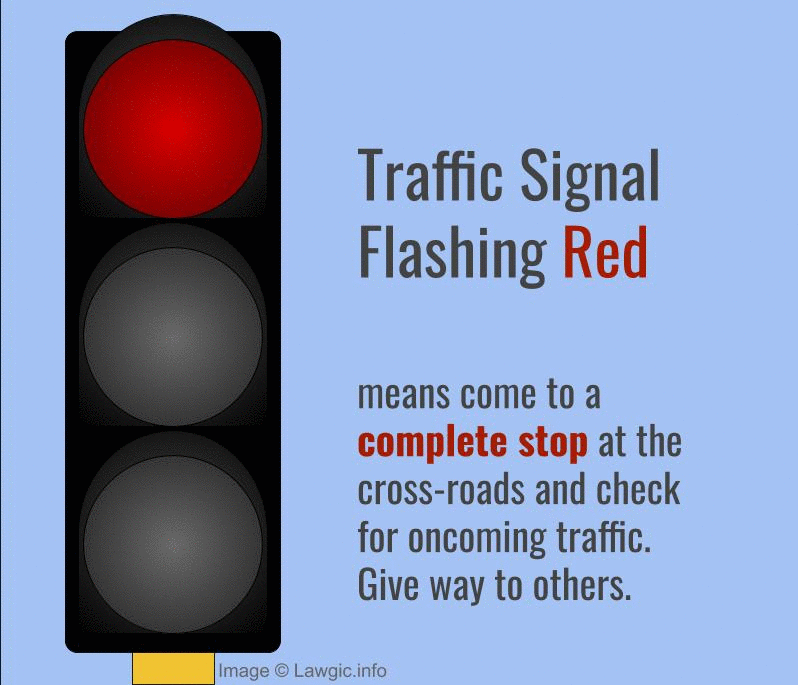 Traffic Signal
Flashing Red
means come to a
complete stop at the
cross-roads and check
for oncoming traffic.
Give way to others.
Image © Lawgic.info